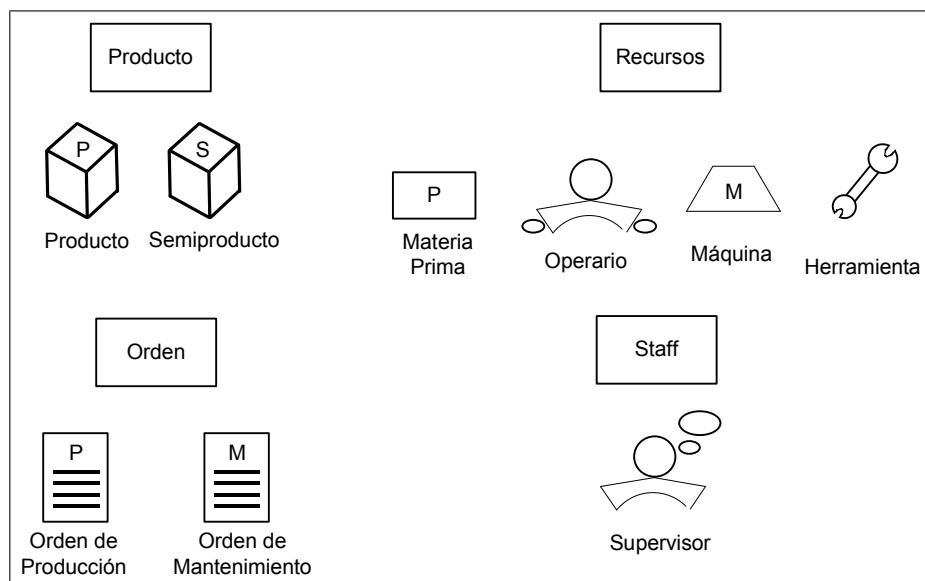 Producto
Recursos
P
S
P
M
Producto
Semiproducto
Materia
Prima
Operario
Máquina
Herramienta
Orden
Staff
P
M
Orden de
Producción
Orden de
Mantenimiento
Supervisor